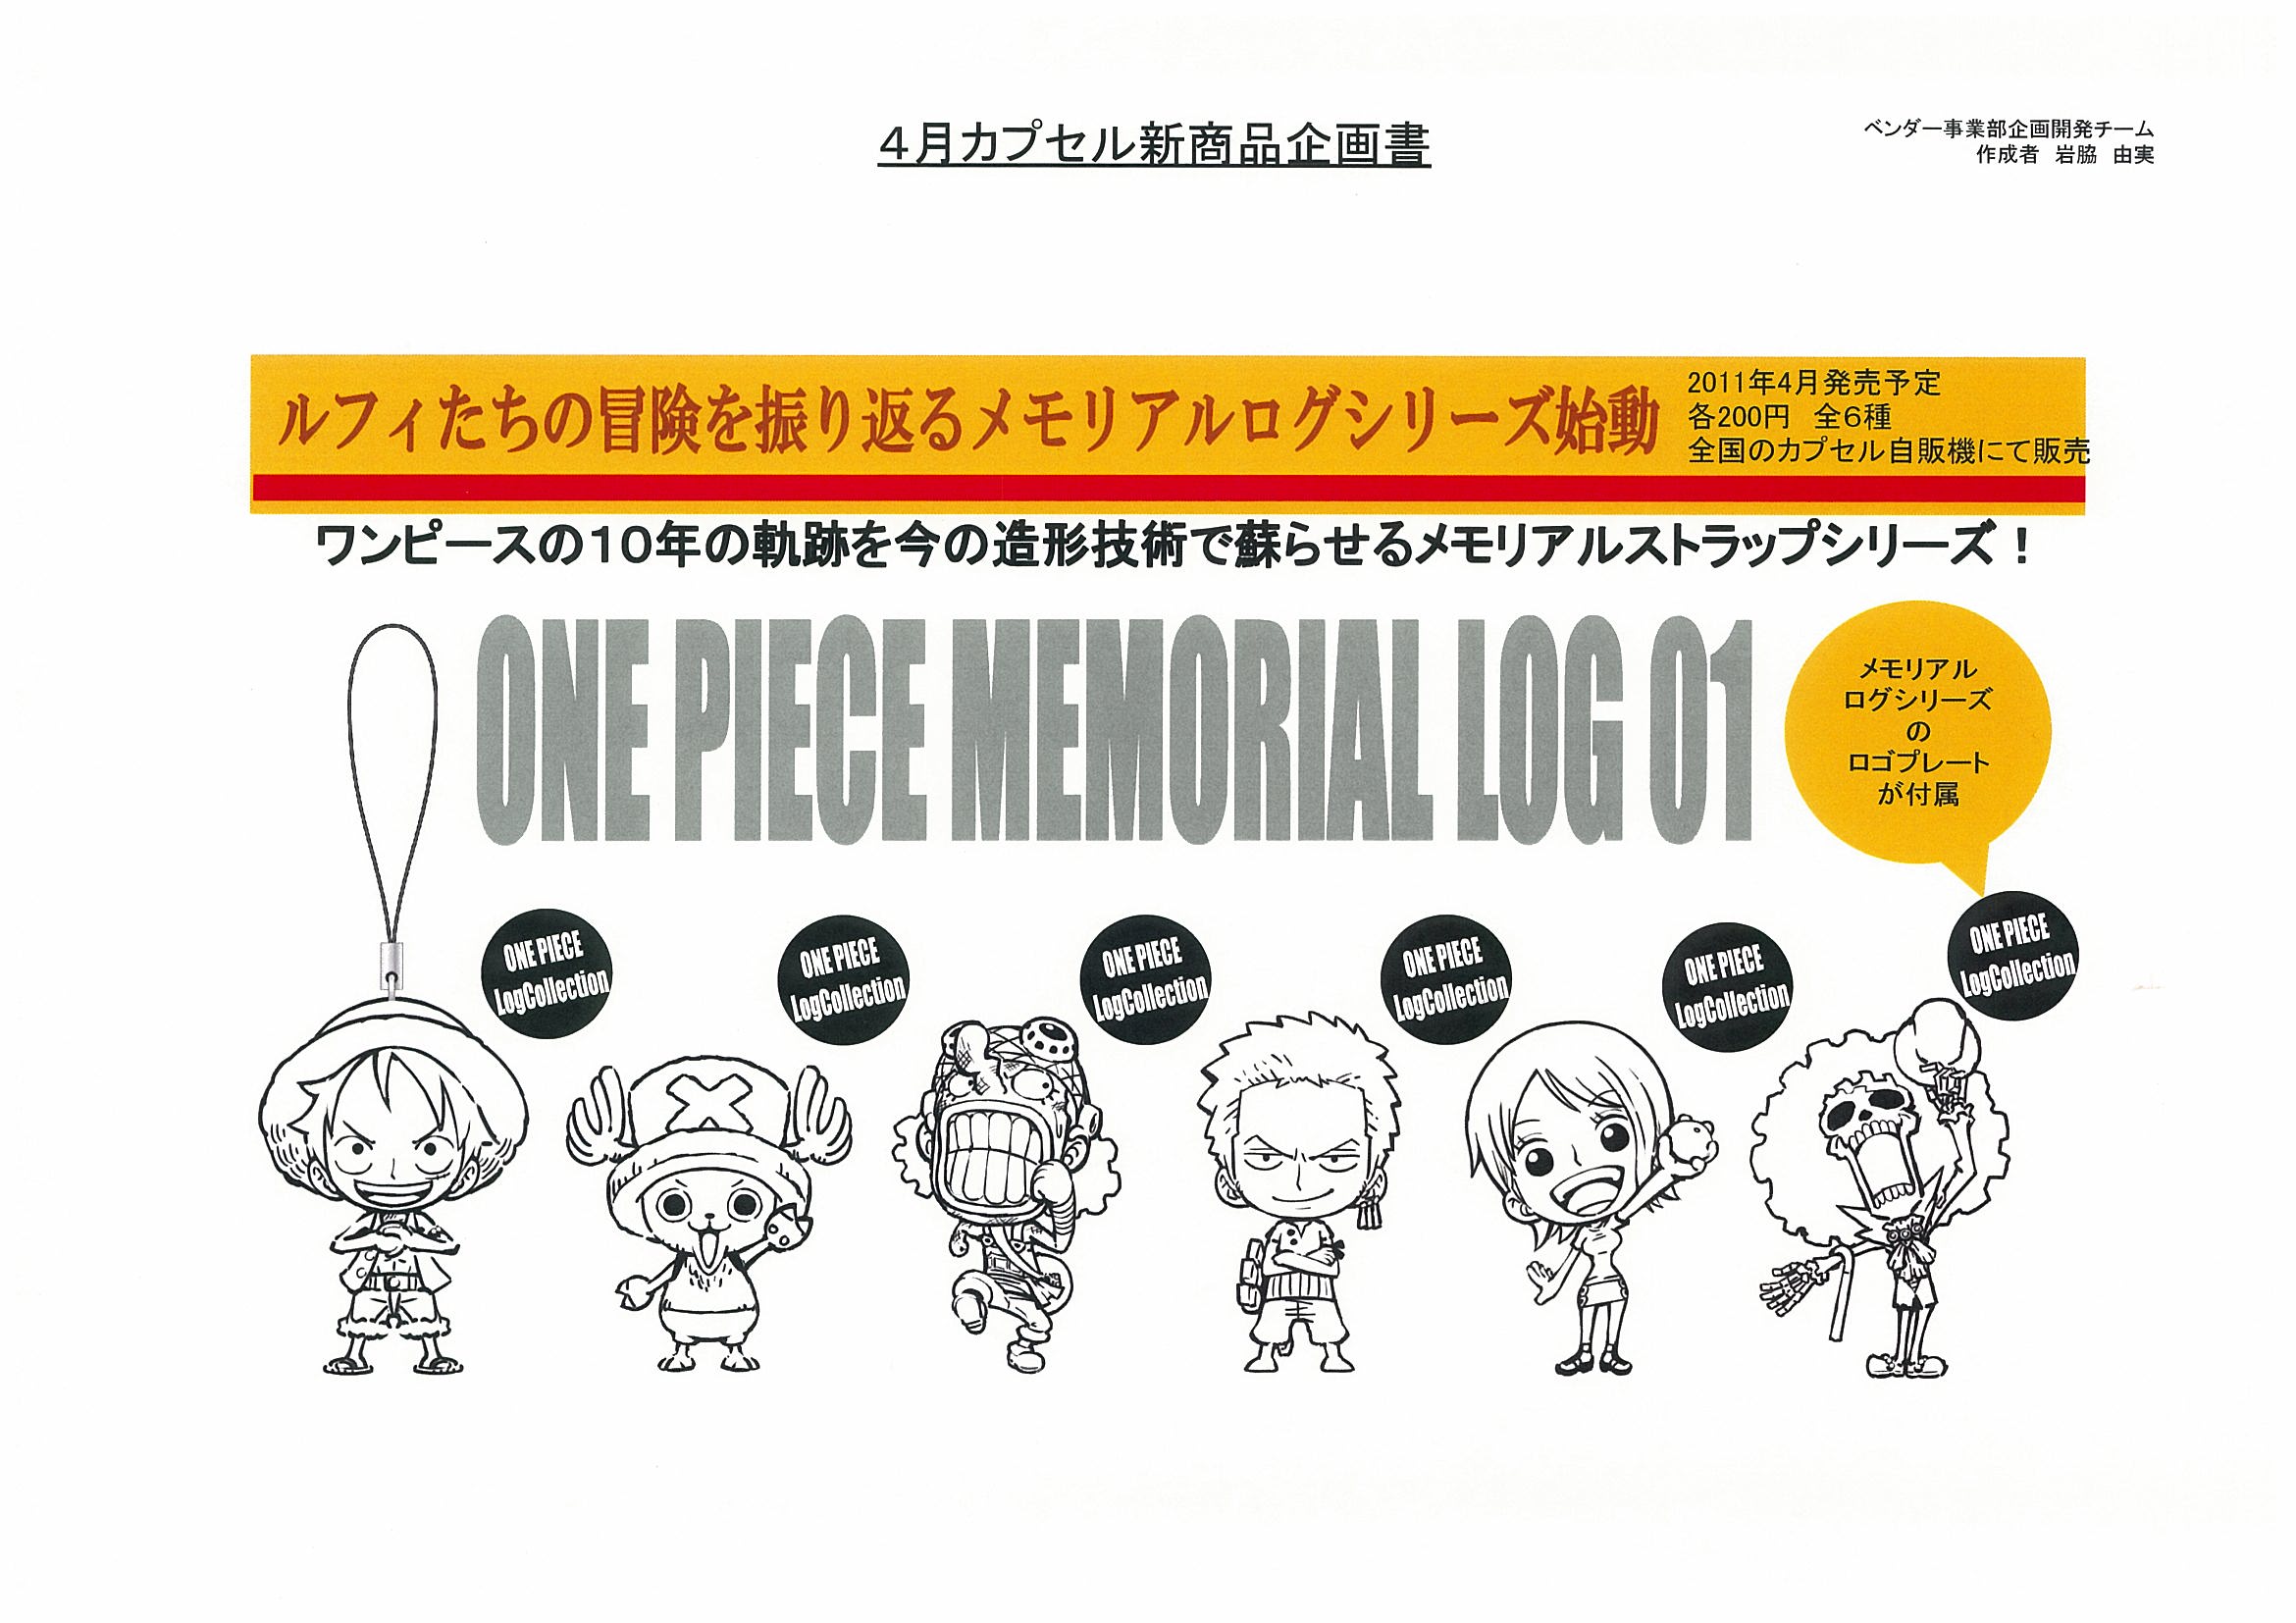 ４月カプセル新商品企画書
ベンダー事業部企画開発チーム
作成者　岩脇　由実
ルフィたちの冒険を振り返るメモリアルログシリーズ始動
2011年4月発売予定
各200円　全６種
全国のカプセル自販機にて販売
ワンピースの１０年の軌跡を今の造形技術で蘇らせるメモリアルストラップシリーズ！
ONE PIECE MEMORIAL LOG 01
メモリアル
ログシリーズ
の
ロゴプレート
が付属
ONE PIECE
LogCollection
ONE PIECE
LogCollection
ONE PIECE
LogCollection
ONE PIECE
LogCollection
ONE PIECE
LogCollection
ONE PIECE
LogCollection